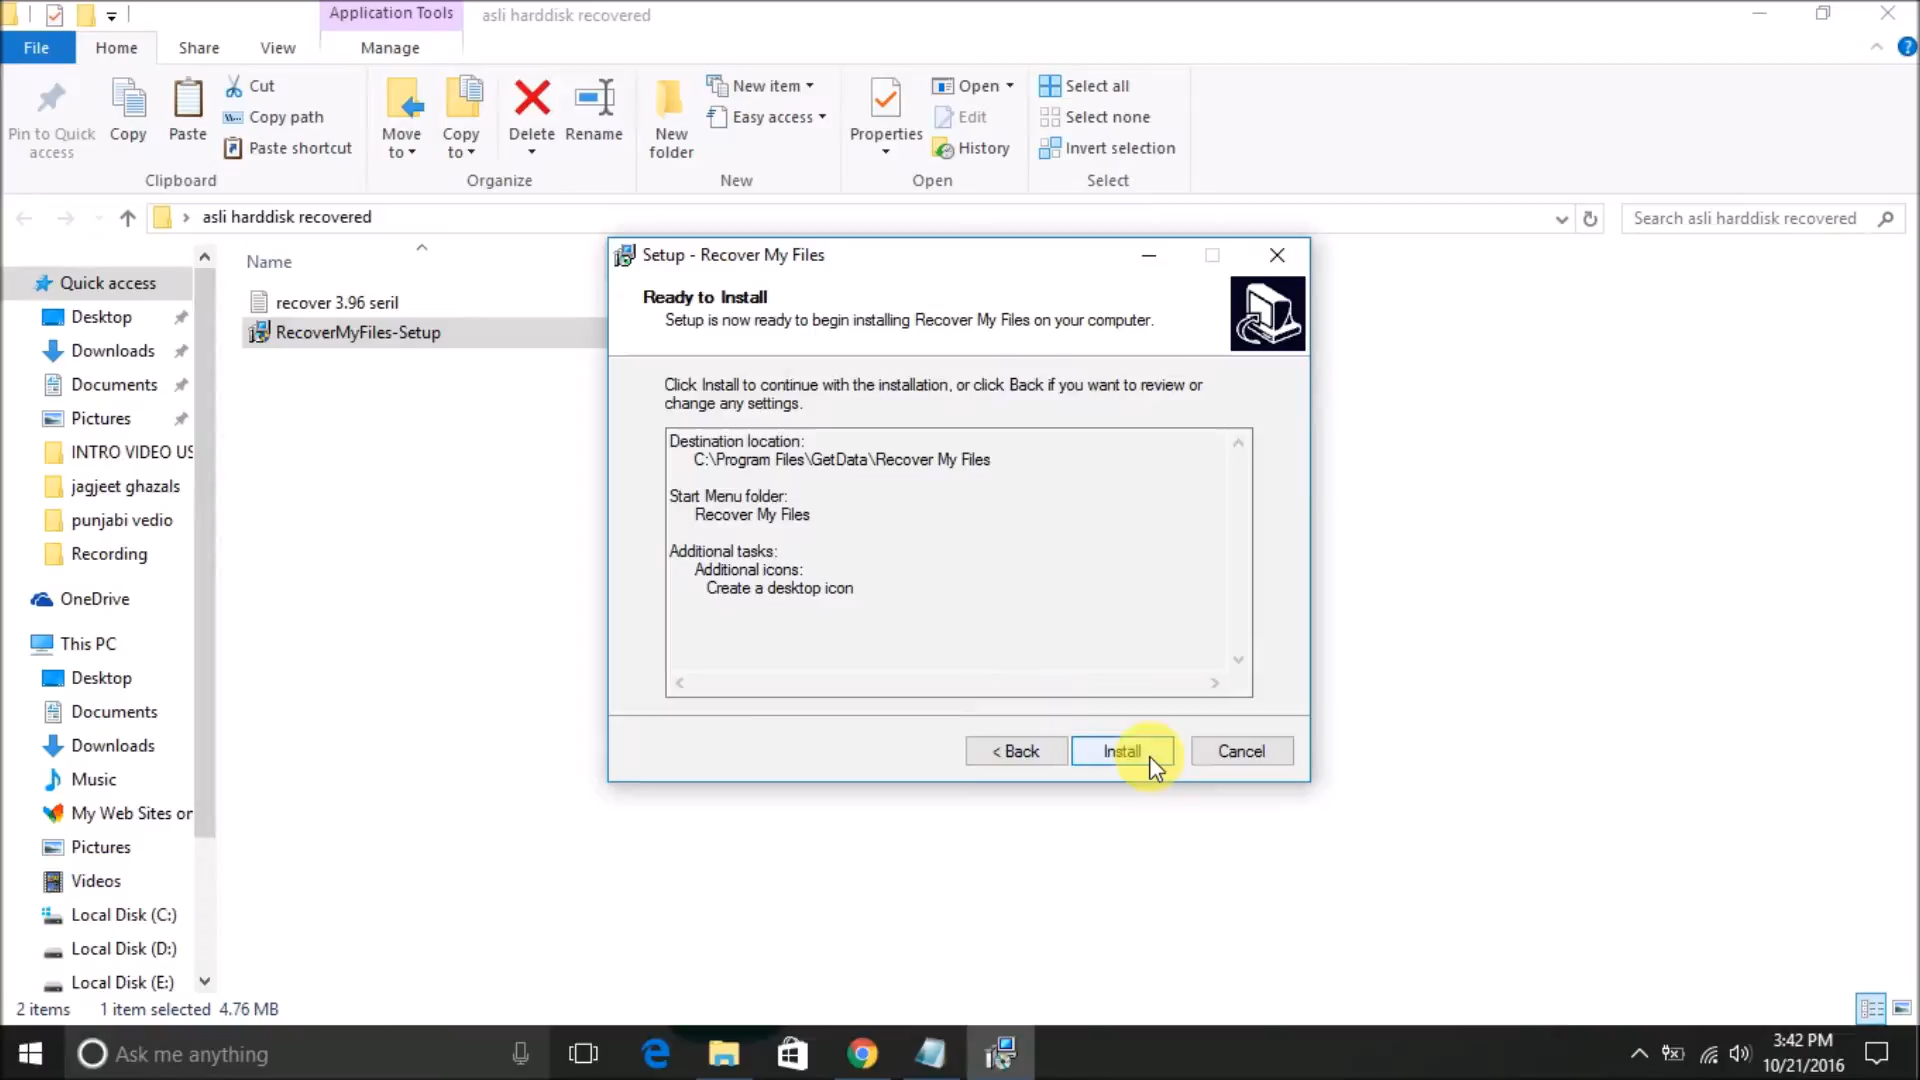 Application Tools
asli harddisk recovered
File
Home
Share
View
Manage
Pin to Quick
access
Copy
Paste
Cut
Copy path
Paste shortcut
Clipboard
Move
to
Copy
to
Delete
Rename
Organize
New
folder
New item
Easy access
New
Properties
Open
Edit
History
Open
Select all
Select none
Invert selection
Select
asli harddisk recovered
Search asli harddisk recovered
Quick access
Desktop
Downloads
Documents
Pictures
INTRO VIDEO US
jagjeet ghazals
punjabi vedio
Recording
OneDrive
This PC
Desktop
Documents
Downloads
Music
My Web Sites or
Pictures
Videos
Local Disk (C:)
Local Disk (D:)
Local Disk (E:)
Name
recover 3.96 seril
RecoverMyFiles-Setup
Setup - Recover My Files
Ready to Install
Setup is now ready to begin installing Recover My Files on your computer.
Click Install to continue with the installation, or click Back if you want to review or
change any settings.
Destination location:
C:\Program Files\GetData\Recover My Files
Start Menu folder:
Recover My Files
Additional tasks:
Additional icons:
Create a desktop icon
< Back
Install
Cancel
2 items
1 item selected 4.76 MB
Ask me anything
3:42 PM
10/21/2016